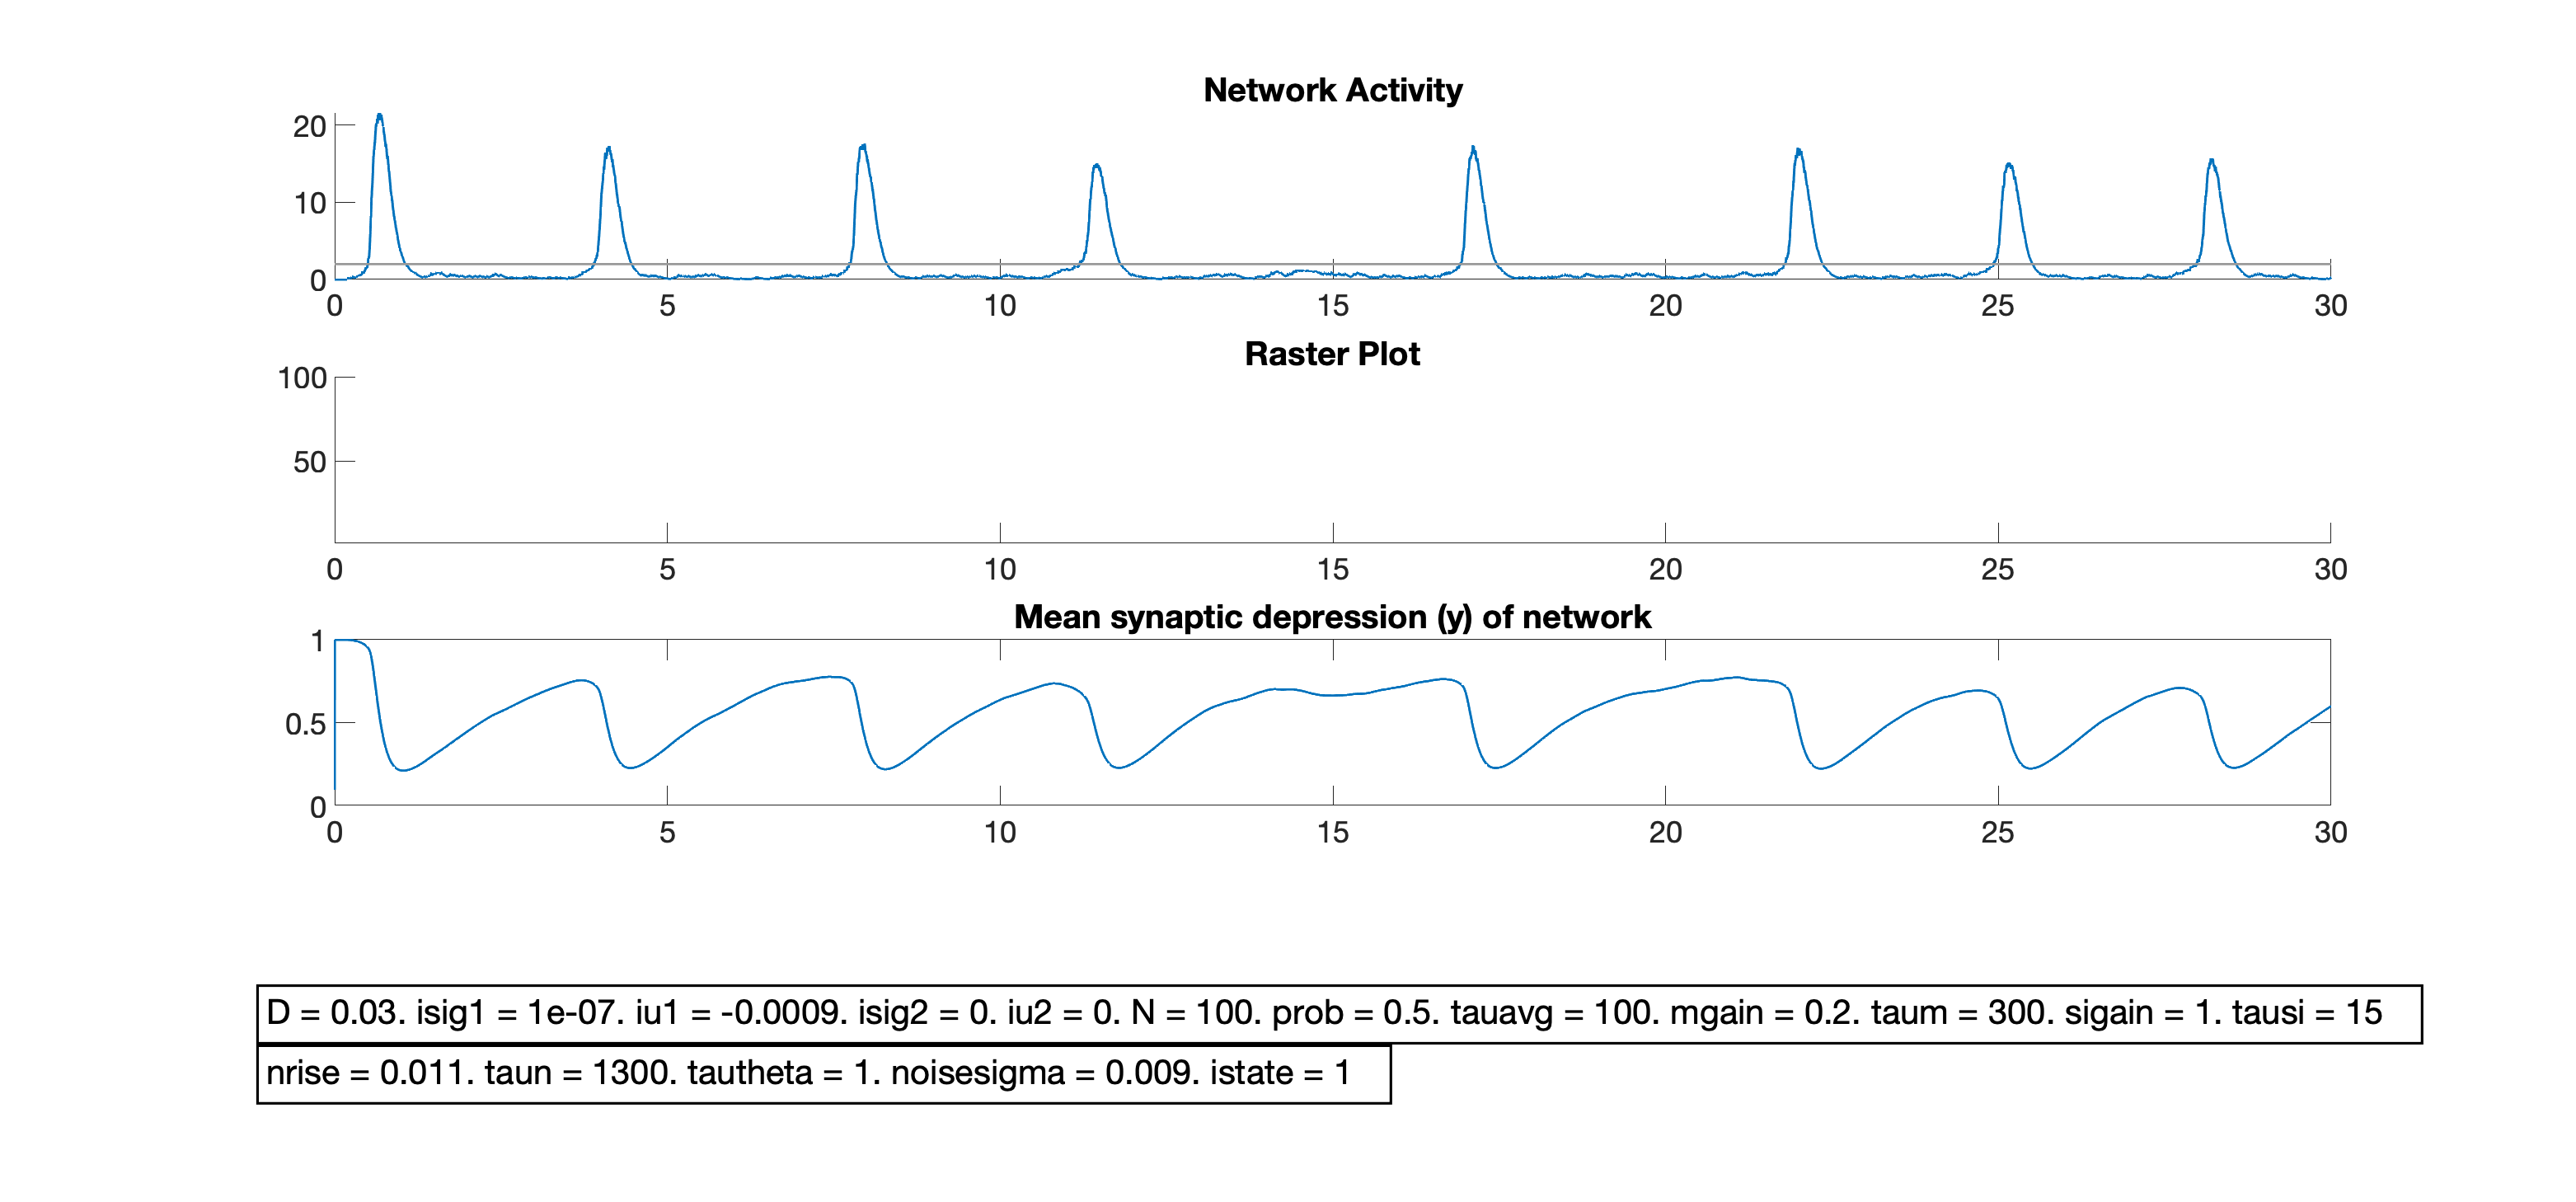 Network Activity
20
10
0
0 5 10 15 20 25 30
Raster Plot
100
50
0 5 10 15 20 25 30
Mean synaptic depression (y) of network
1
0.5
0
0 5 10 15 20 25 30
D = 0.03. isig1 = 1e-07. iu1 = -0.0009. isig2 = 0. iu2 = 0. N = 100. prob = 0.5. tauavg = 100. mgain = 0.2. taum = 300. sigain = 1. tausi = 15
nrise = 0.011. taun = 1300. tautheta = 1. noisesigma = 0.009. istate = 1